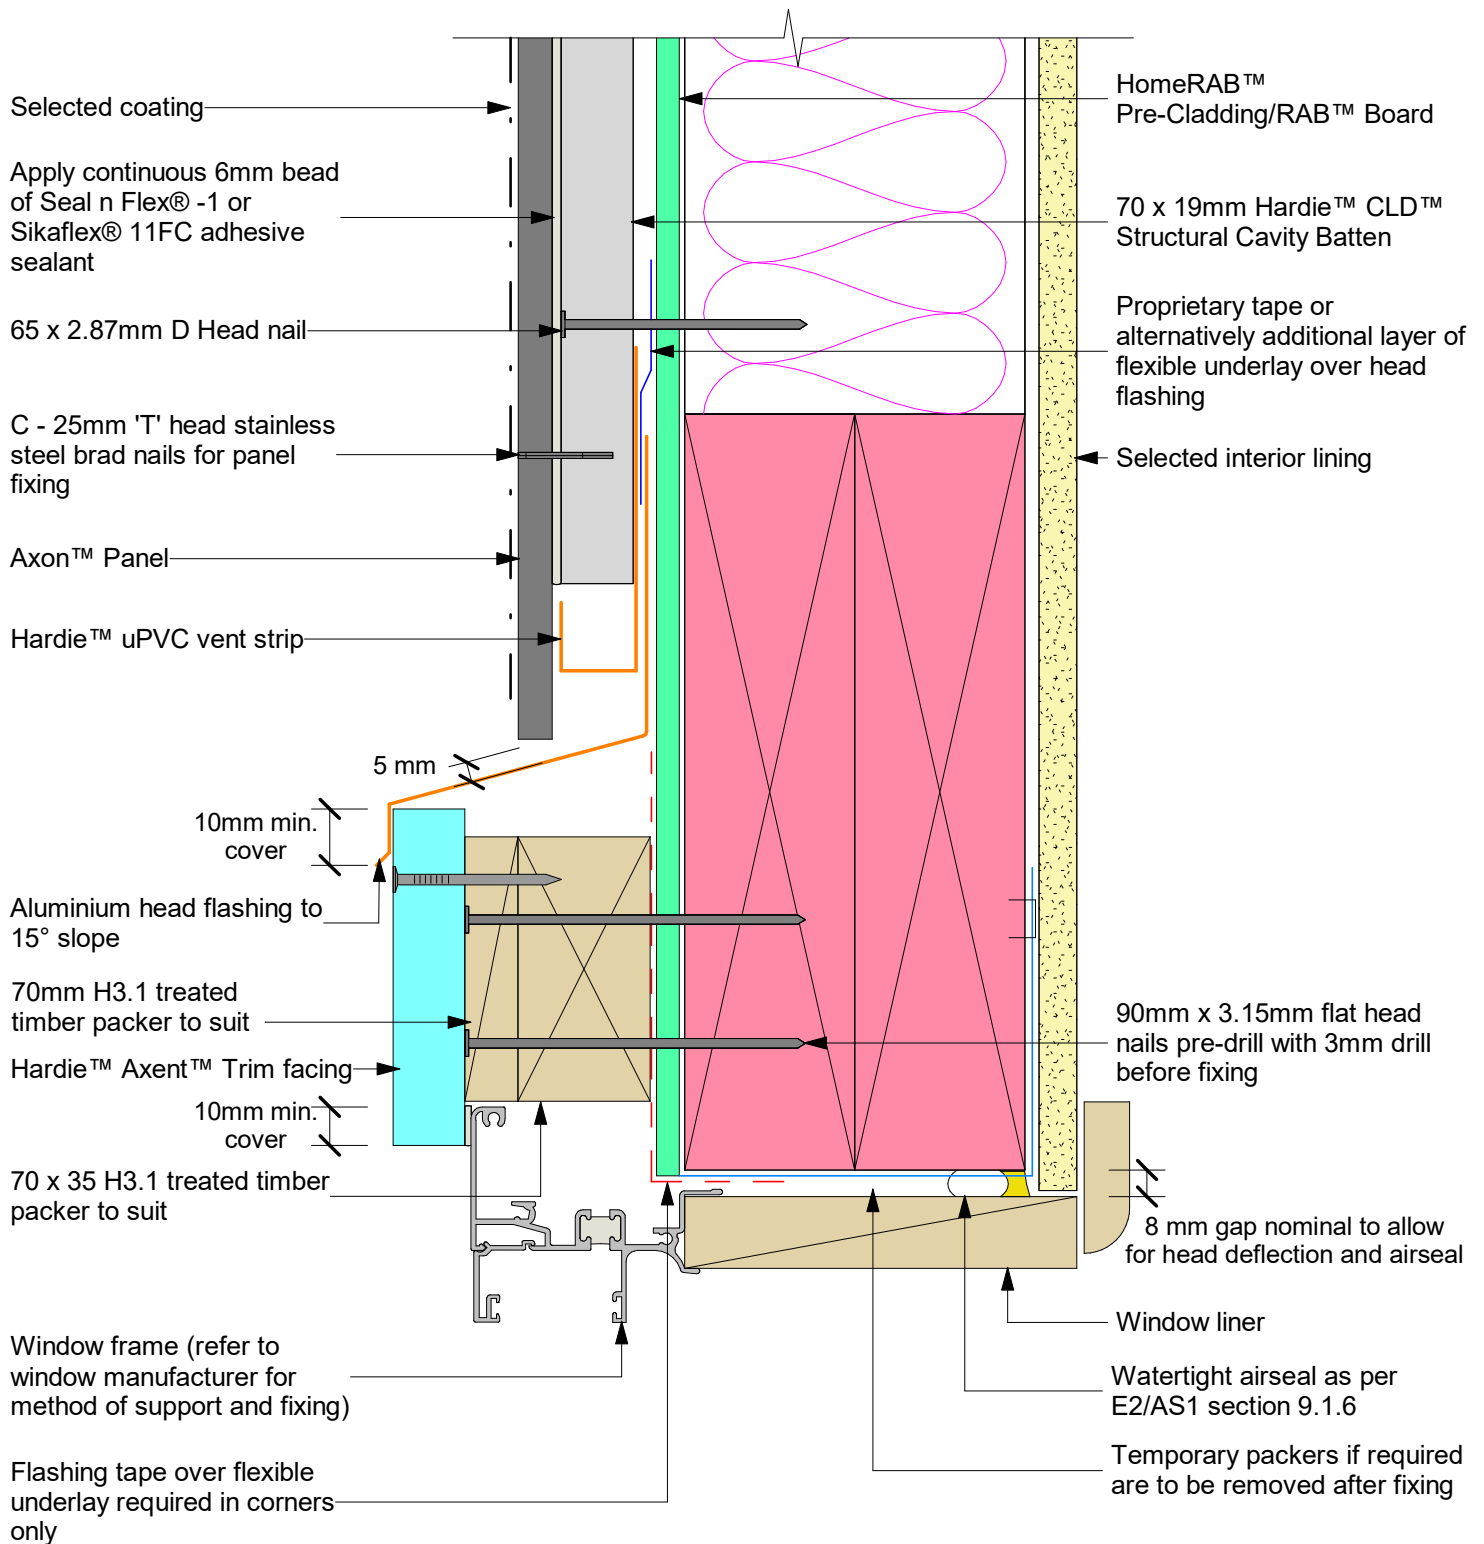 Selected coating
Apply continuous 6mm bead
of Seal n Flex® -1 or
Sikaflex® 11FC adhesive
sealant
65 x 2.87mm D Head nail
C - 25mm 'T' head stainless
steel brad nails for panel
fixing
Axon™ Panel
Hardie™ uPVC vent strip
5 mm
10mm min.
cover
Aluminium head flashing to
15° slope
70mm H3.1 treated
timber packer to suit
Hardie™ Axent™ Trim facing
10mm min.
cover
70 x 35 H3.1 treated timber
packer to suit
Window frame (refer to
window manufacturer for
method of support and fixing)
Flashing tape over flexible
underlay required in corners
only
HomeRAB™
Pre-Cladding/RAB™ Board
70 x 19mm Hardie™ CLD™
Structural Cavity Batten
Proprietary tape or
alternatively additional layer of
flexible underlay over head
flashing
Selected interior lining
90mm x 3.15mm flat head
nails pre-drill with 3mm drill
before fixing
8 mm gap nominal to allow
for head deflection and airseal
Window liner
Watertight airseal as per
E2/AS1 section 9.1.6
Temporary packers if required
are to be removed after fixing